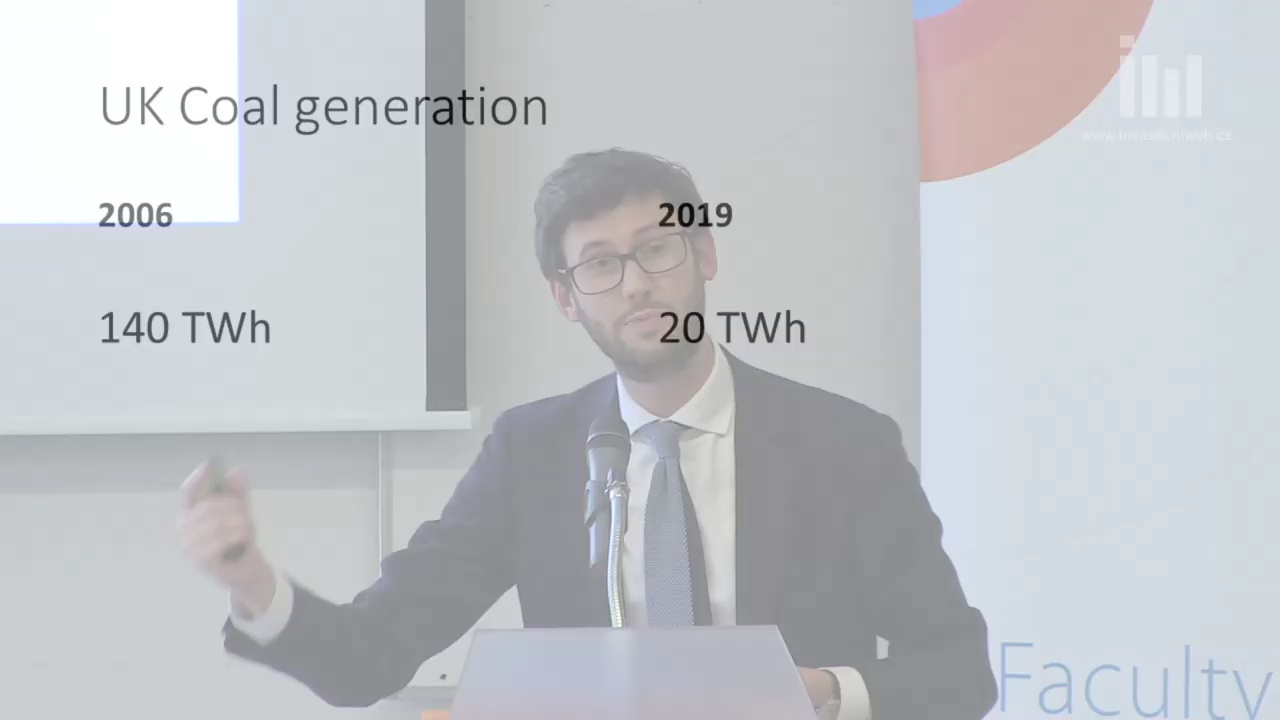 UK Coal generation
www.investicniweb.cz
2006 2019
140 TWh 20 TWh
Faculty